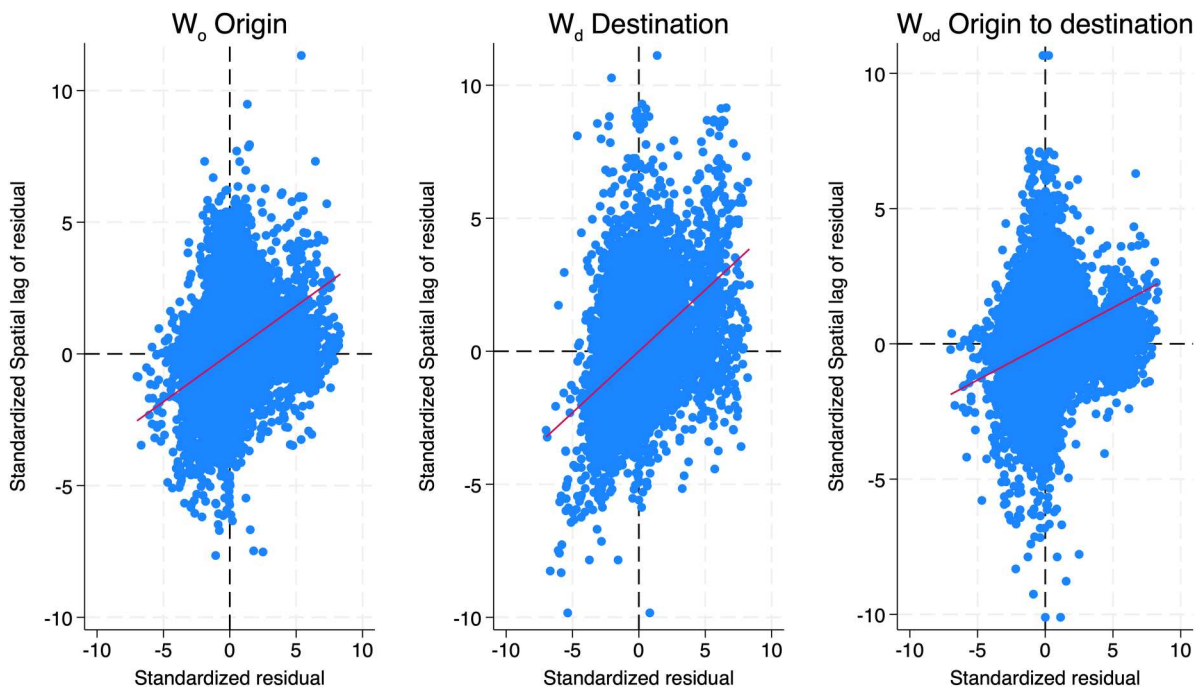 W_o Origin
Standardized Spatial lag of residual
10
5
0
-5
-10
-10 -5 0 5 10
Standardized residual
W_d Destination
Standardized Spatial lag of residual
10
5
0
-5
-10
-10 -5 0 5 10
Standardized residual
W_od Origin to destination
Standardized Spatial lag of residual
10
5
0
-5
-10
-10 -5 0 5 10
Standardized residual